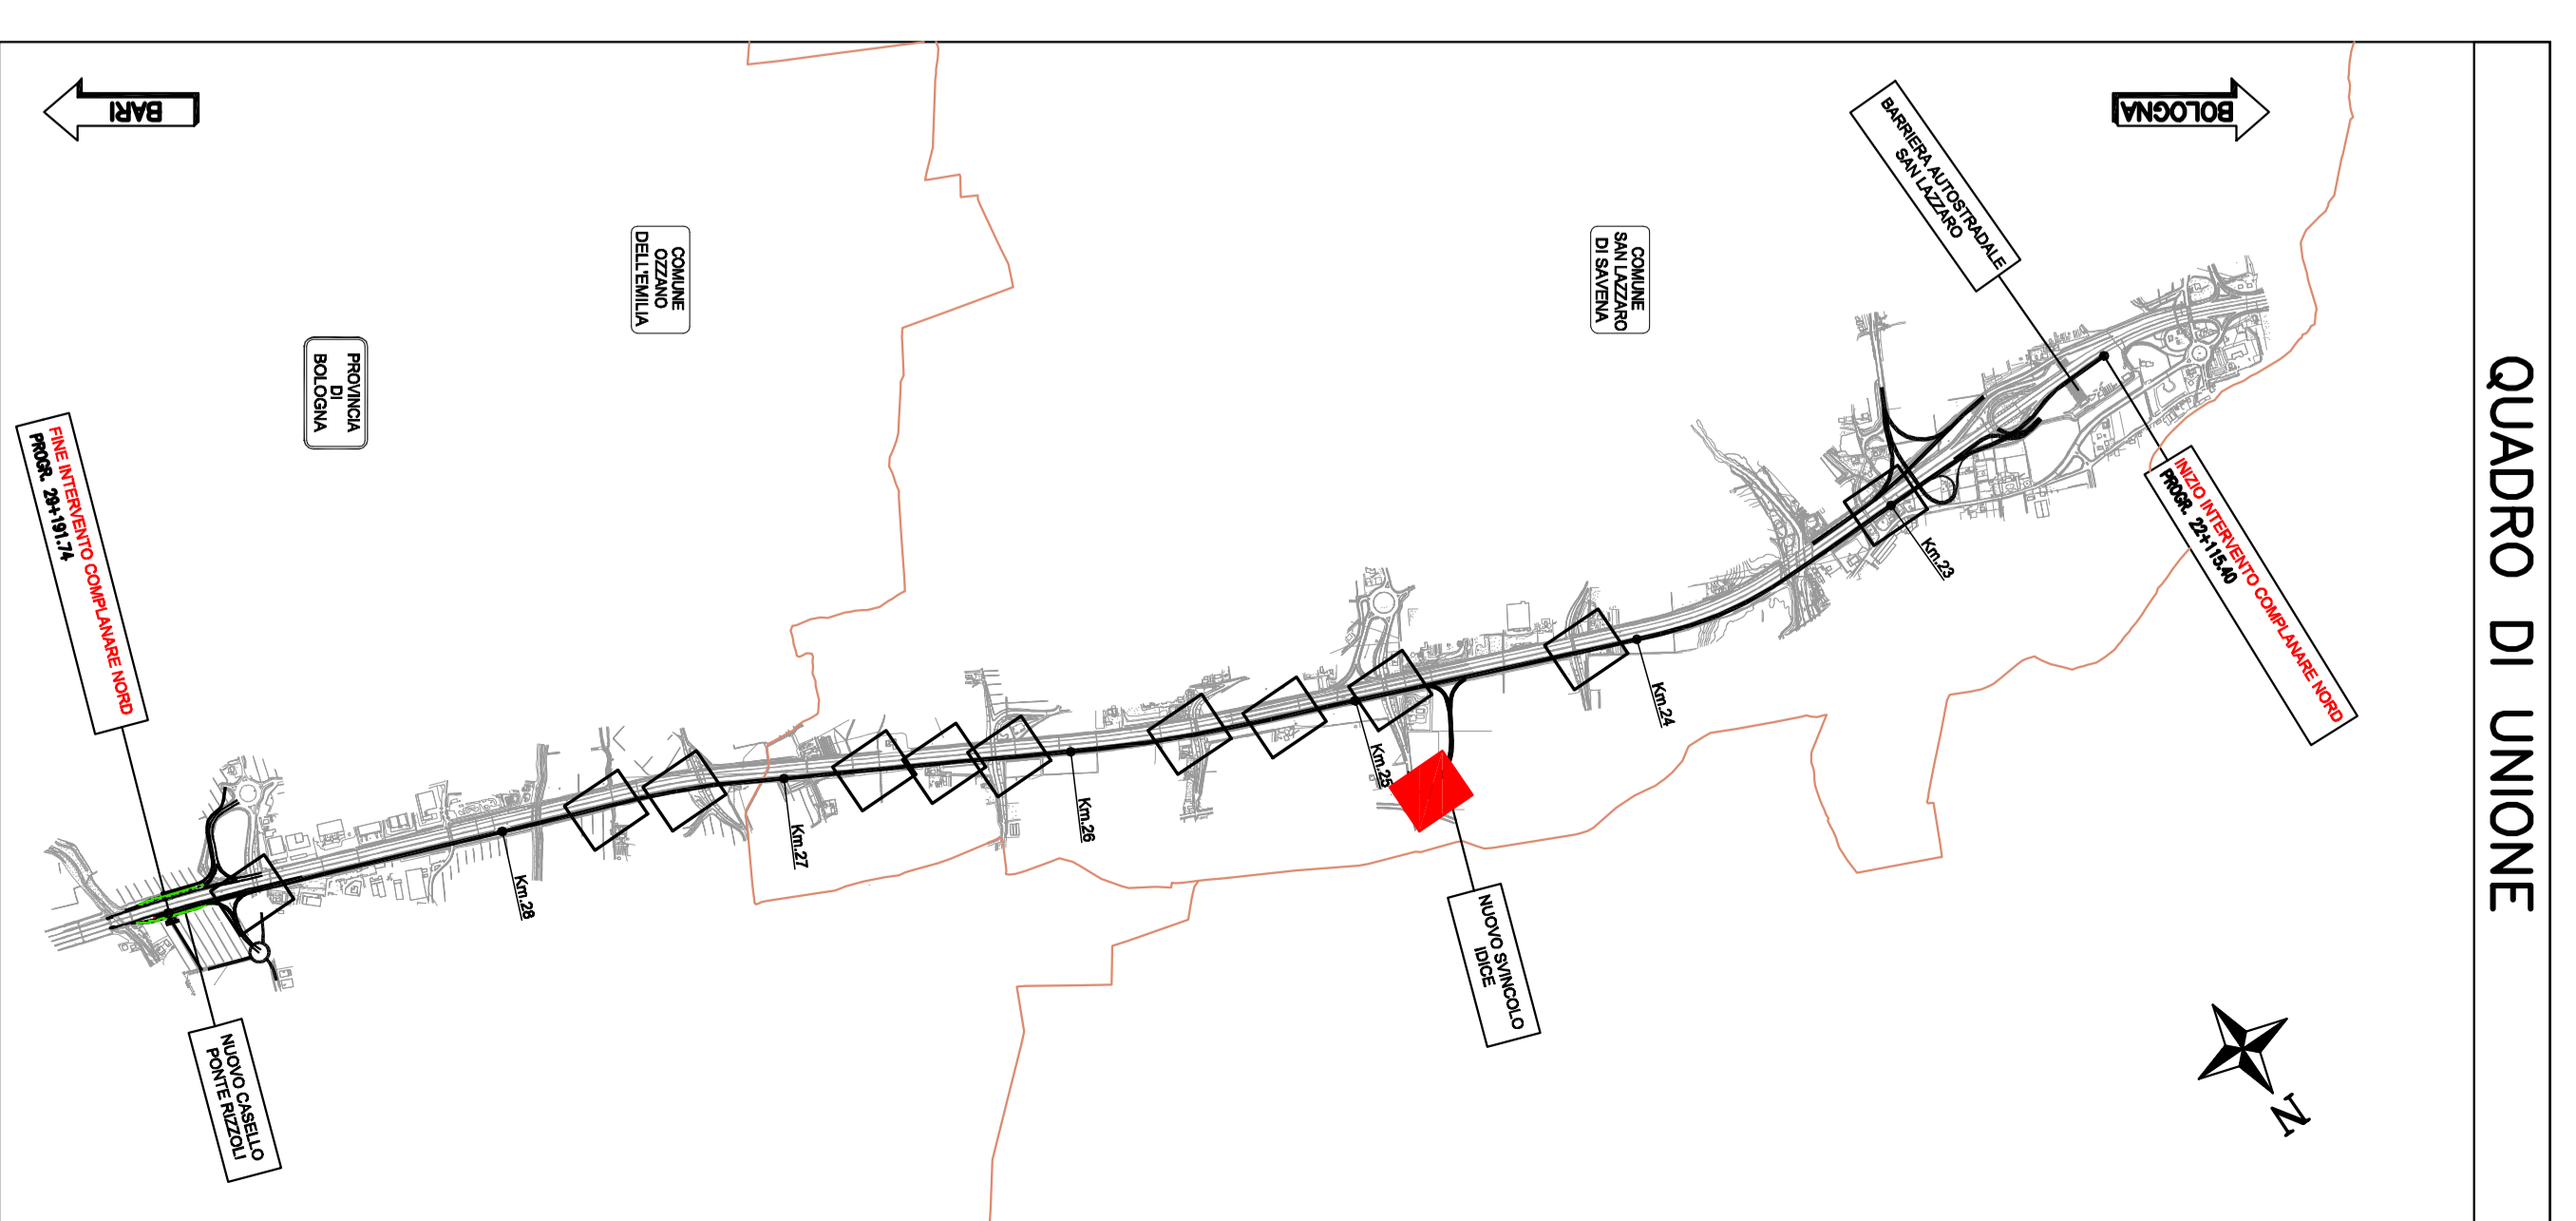 QUADRO DI UNIONE
BOLOGNA
BARI
BARRIERA AUTOSTRADALE
SAN LAZZARO
INIZIO INTERVENTO COMPLANARE NORD
PROGR. 22+115.40
COMUNE
SAN LAZZARO
DI SAVENA
COMUNE
OZZANO
DELL'EMILIA
PROVINCIA
DI
BOLOGNA
FINE INTERVENTO COMPLANARE NORD
PROGR. 29+191.74
Km.23
Km.24
Km.25
Km.26
Km.27
Km.28
NUOVO SVINCOLO
IDICE
NUOVO CASELLO
PONTE RIZZOLI
N